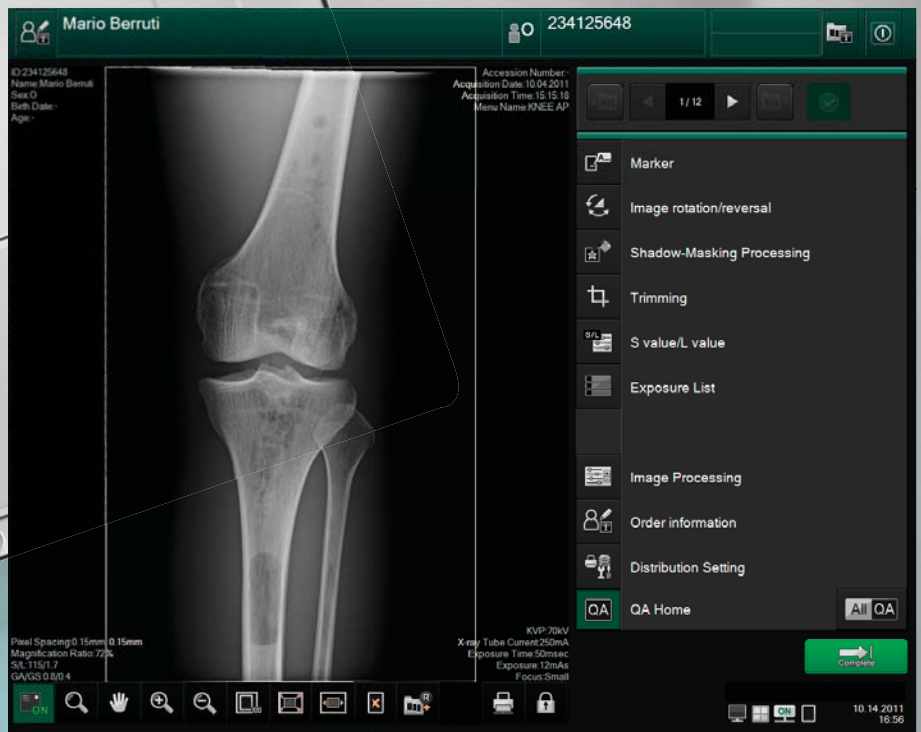 Mario Berruti
234125648
ID:234125648
Name:Mario Berruti
Sex:O
Birth Date:-
Age:-
Accession Number:-
Acquisition Date:10.04.2011
Acquisition Time:15:15:18
Menu Name:KNEE AP
1 / 12
Marker
Image rotation/reversal
Shadow-Masking Processing
Trimming
S/L
S value/L value
Exposure List
Image Processing
Order information
Distribution Setting
QA
QA Home
All QA
Pixel Spacing:0.15mm 0.15mm
Magnification Ratio:72%
S/L:115/1.7
GA/GS:0.8/0.4
KVP:70kV
X-ray Tube Current:250mA
Exposure Time:50msec
Exposure:12mAs
Focus:Small
Complete
ON
R
ON
10.14.2011
16:56